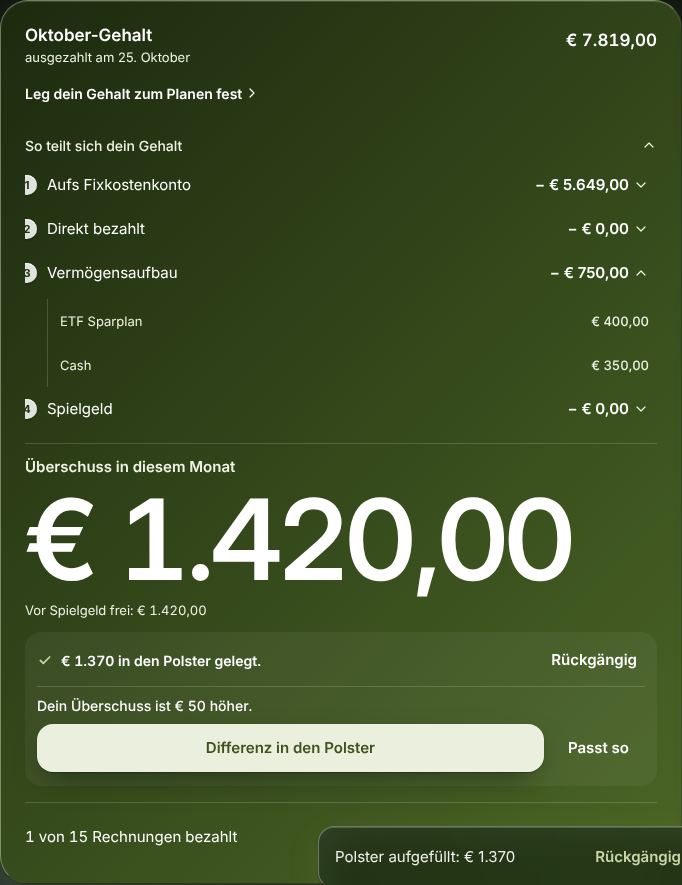 Oktober-Gehalt
€ 7.819,00
ausgezahlt am 25. Oktober
Leg dein Gehalt zum Planen fest
So teilt sich dein Gehalt
1 Aufs Fixkostenkonto – € 5.649,00
2 Direkt bezahlt – € 0,00
3 Vermögensaufbau – € 750,00
ETF Sparplan € 400,00
Cash € 350,00
4 Spielgeld – € 0,00
Überschuss in diesem Monat
€ 1.420,00
Vor Spielgeld frei: € 1.420,00
€ 1.370 in den Polster gelegt. Rückgängig
Dein Überschuss ist € 50 höher.
Differenz in den Polster Passt so
1 von 15 Rechnungen bezahlt
Polster aufgefüllt: € 1.370 Rückgängig